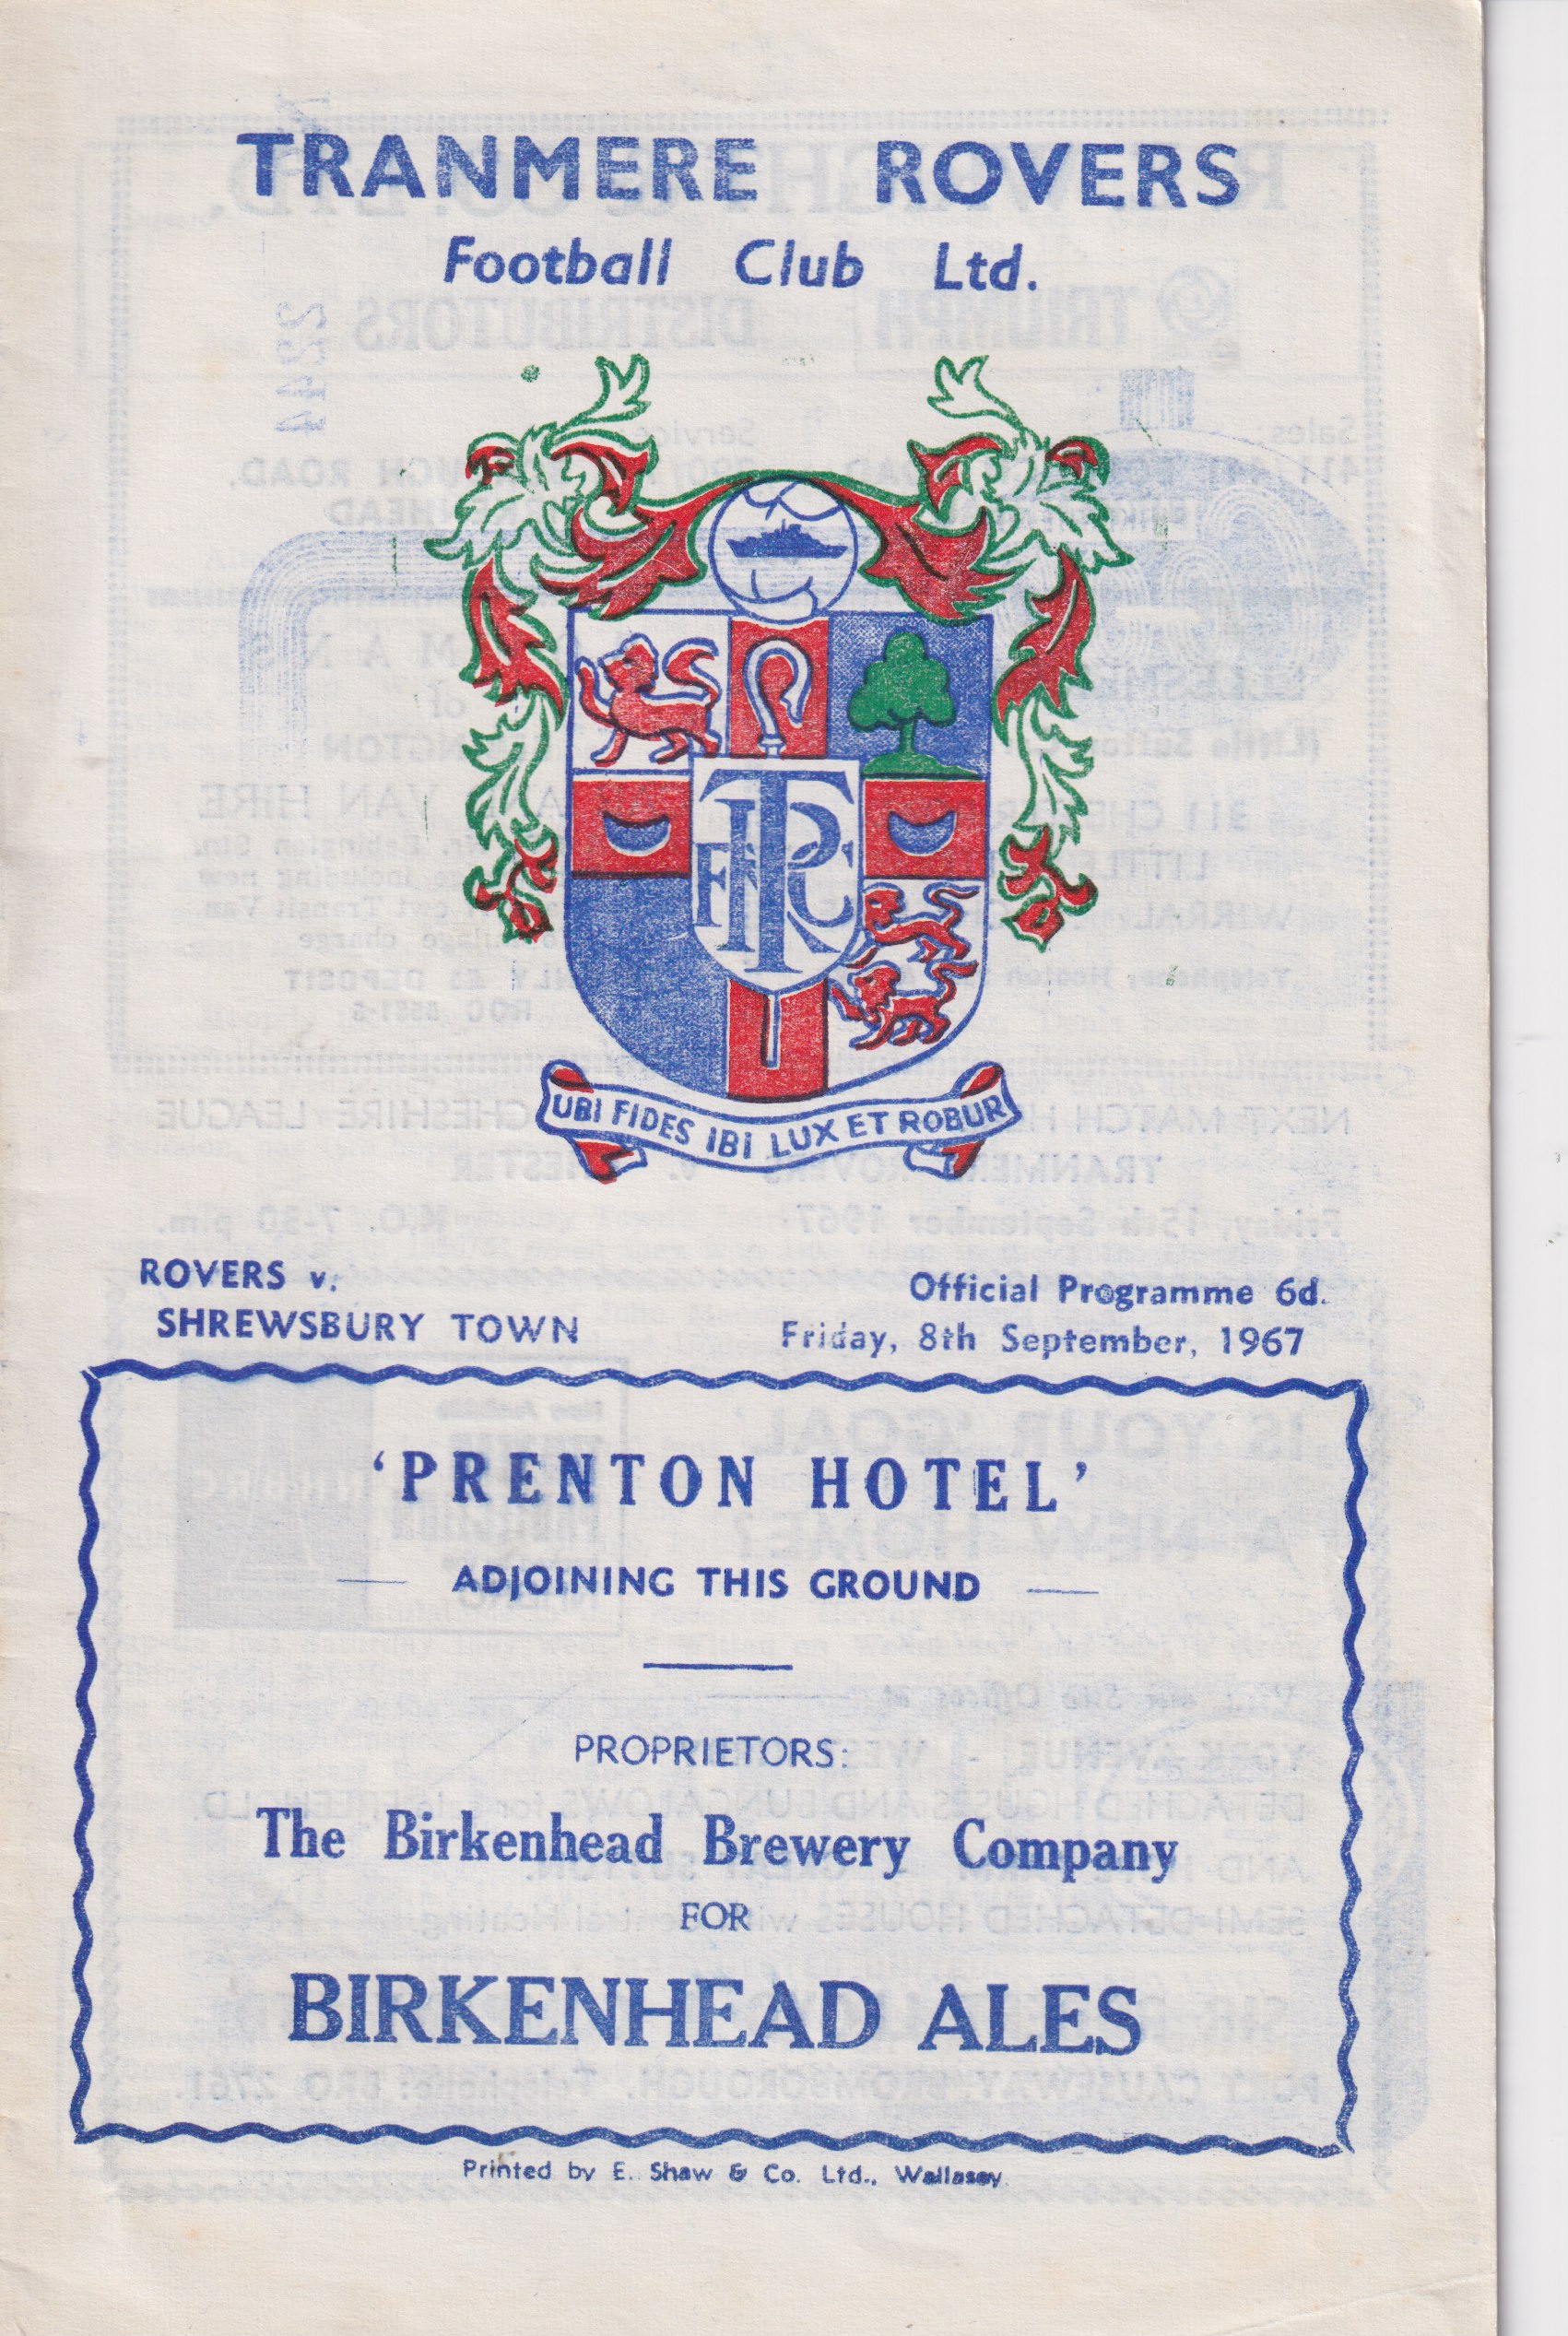 TRANMERE ROVERS
Football Club Ltd.
TRFC
UBI FIDES IBI LUX ET ROBUR
ROVERS v.
SHREWSBURY TOWN
Official Programme 6d.
Friday, 8th September, 1967
'PRENTON HOTEL'
ADJOINING THIS GROUND
PROPRIETORS:
The Birkenhead Brewery Company
FOR
BIRKENHEAD ALES
Printed by E. Shaw & Co. Ltd., Wallasey.